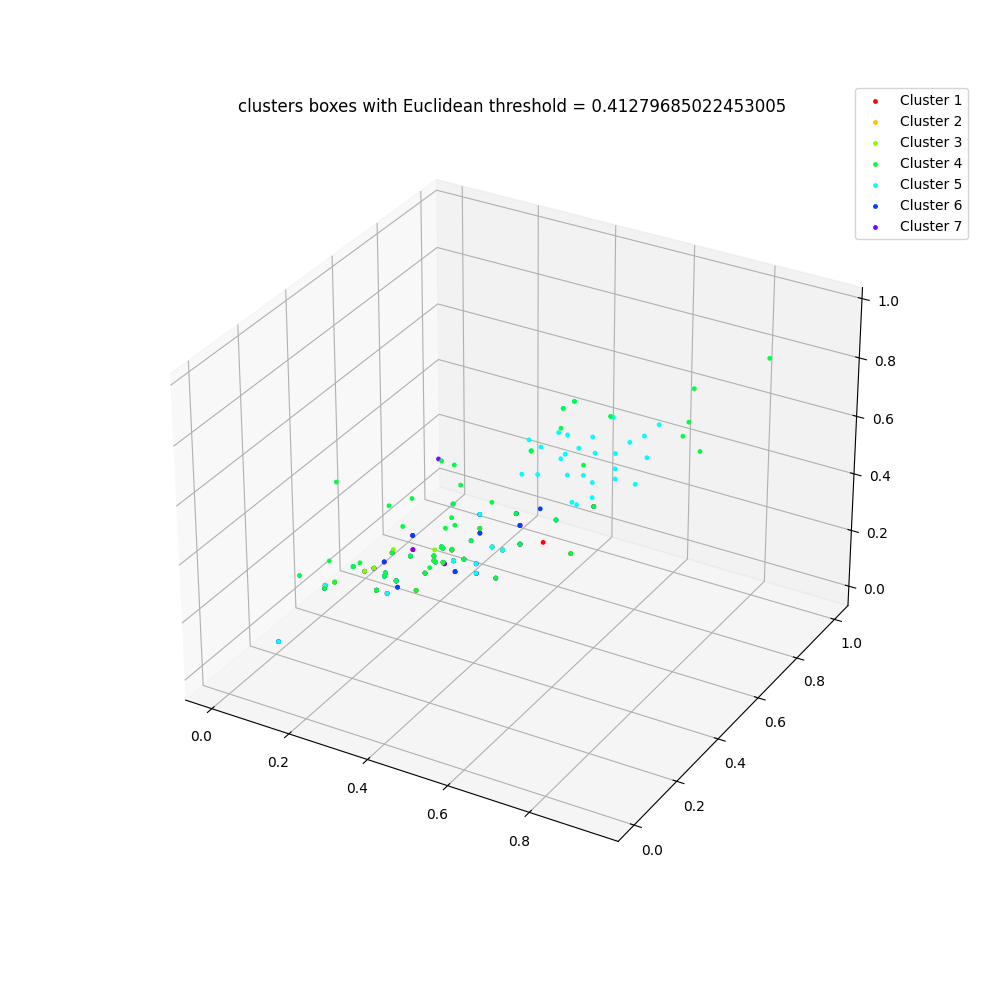 clusters boxes with Euclidean threshold = 0.41279685022453005
Cluster 1
Cluster 2
Cluster 3
Cluster 4
Cluster 5
Cluster 6
Cluster 7
1.0
0.8
0.6
0.4
0.2
0.0
1.0
0.8
0.6
0.4
0.2
0.0
0.0
0.2
0.4
0.6
0.8